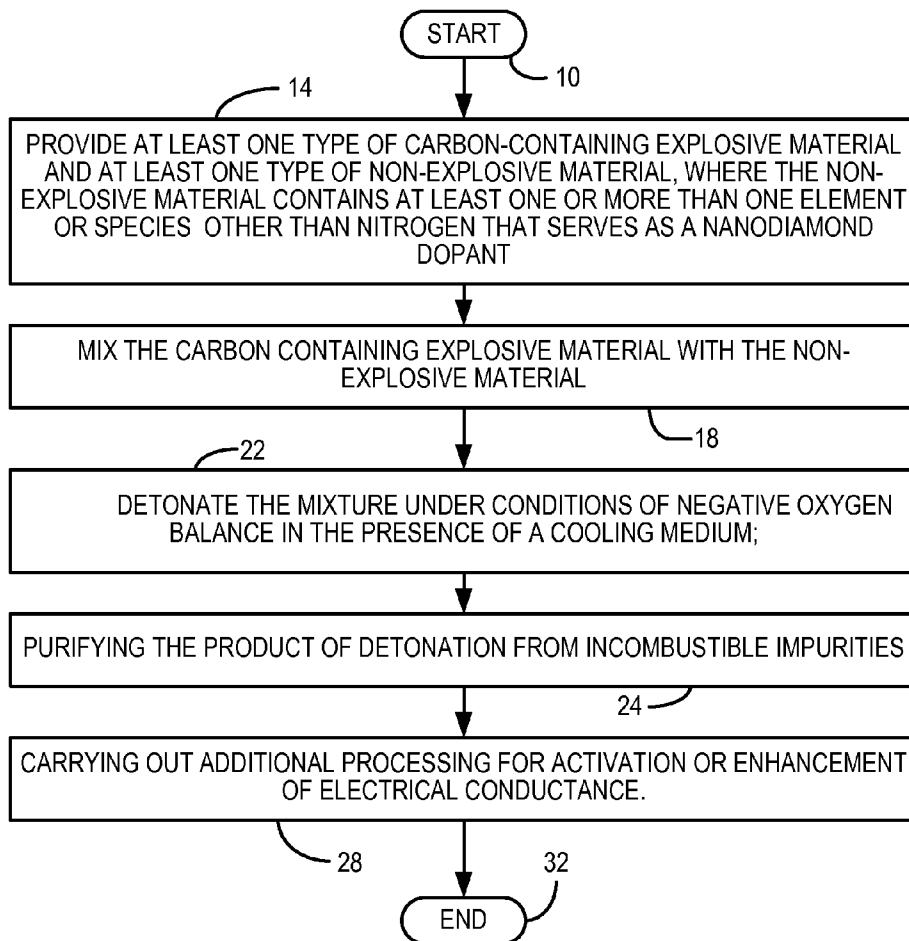 START
10
14
PROVIDE AT LEAST ONE TYPE OF CARBON-CONTAINING EXPLOSIVE MATERIAL
AND AT LEAST ONE TYPE OF NON-EXPLOSIVE MATERIAL, WHERE THE NON-
EXPLOSIVE MATERIAL CONTAINS AT LEAST ONE OR MORE THAN ONE ELEMENT
OR SPECIES OTHER THAN NITROGEN THAT SERVES AS A NANODIAMOND
DOPANT
MIX THE CARBON CONTAINING EXPLOSIVE MATERIAL WITH THE NON-
EXPLOSIVE MATERIAL
18
22
DETONATE THE MIXTURE UNDER CONDITIONS OF NEGATIVE OXYGEN
BALANCE IN THE PRESENCE OF A COOLING MEDIUM;
PURIFYING THE PRODUCT OF DETONATION FROM INCOMBUSTIBLE IMPURITIES
24
CARRYING OUT ADDITIONAL PROCESSING FOR ACTIVATION OR ENHANCEMENT
OF ELECTRICAL CONDUCTANCE.
28
32
END